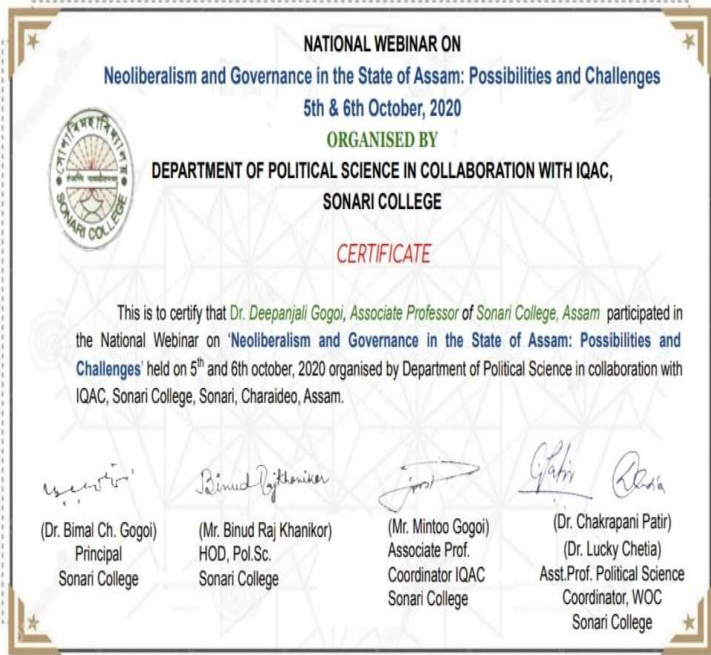 NATIONAL WEBINAR ON
Neoliberalism and Governance in the State of Assam: Possibilities and Challenges
5th & 6th October, 2020
ORGANISED BY
DEPARTMENT OF POLITICAL SCIENCE IN COLLABORATION WITH IQAC,
SONARI COLLEGE
SONARI COLLEGE
CERTIFICATE
This is to certify that Dr. Deepanjali Gogoi, Associate Professor of Sonari College, Assam participated in
the National Webinar on 'Neoliberalism and Governance in the State of Assam: Possibilities and
Challenges' held on 5th and 6th october, 2020 organised by Department of Political Science in collaboration with
IQAC, Sonari College, Sonari, Charaideo, Assam.
Binud Rajkhanikor
(Dr. Bimal Ch. Gogoi)
Principal
Sonari College
(Mr. Binud Raj Khanikor)
HOD, Pol.Sc.
Sonari College
(Mr. Mintoo Gogoi)
Associate Prof.
Coordinator IQAC
Sonari College
(Dr. Chakrapani Patir)
(Dr. Lucky Chetia)
Asst.Prof. Political Science
Coordinator, WOC
Sonari College